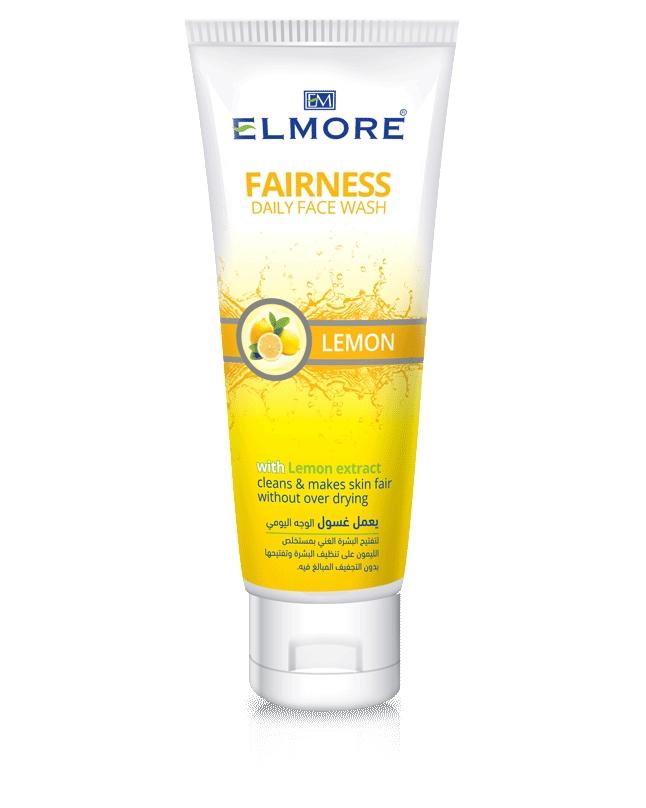 EM
ELMORE®
FAIRNESS
DAILY FACE WASH
LEMON
with Lemon extract
cleans & makes skin fair
without over drying
يعمل غسول الوجه اليومي
لتفتيح البشرة الغني بمستخلص
الليمون على تنظيف البشرة وتفتيحها
بدون التجفيف المبالغ فيه.